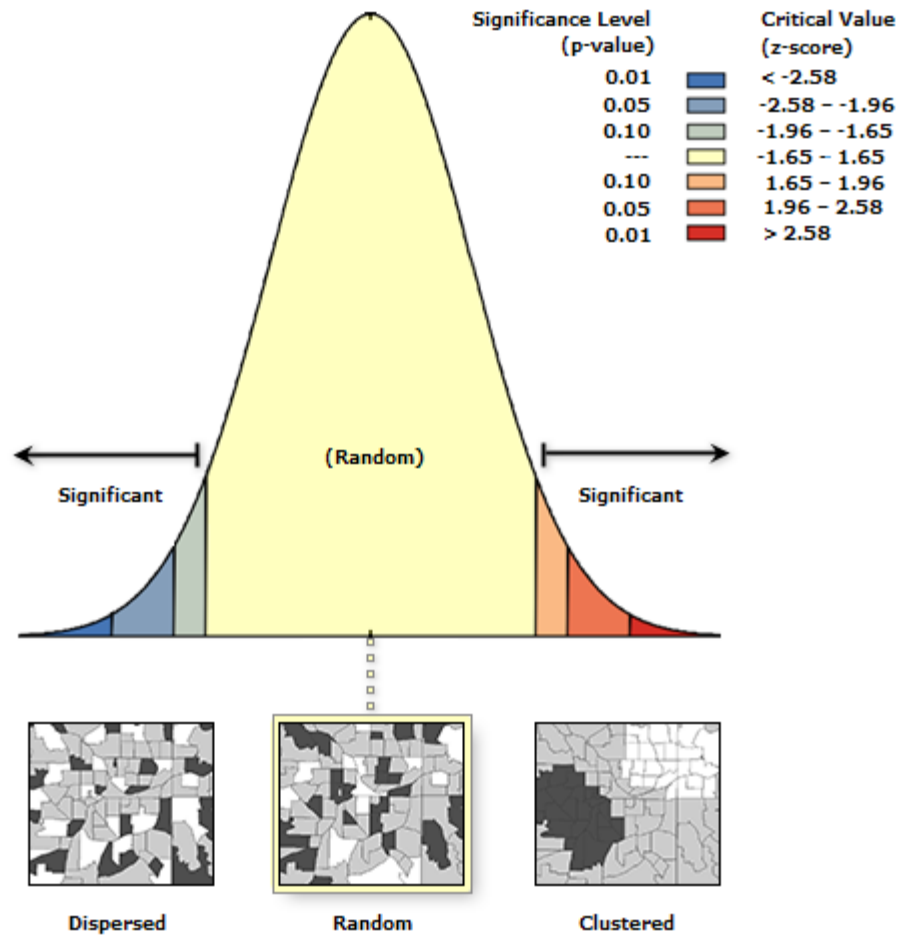 Significance Level Critical Value
(p-value) (z-score)
0.01 < -2.58
0.05 -2.58 – -1.96
0.10 -1.96 – -1.65
--- -1.65 – 1.65
0.10 1.65 – 1.96
0.05 1.96 – 2.58
0.01 > 2.58
(Random)
Significant Significant
Dispersed Random Clustered